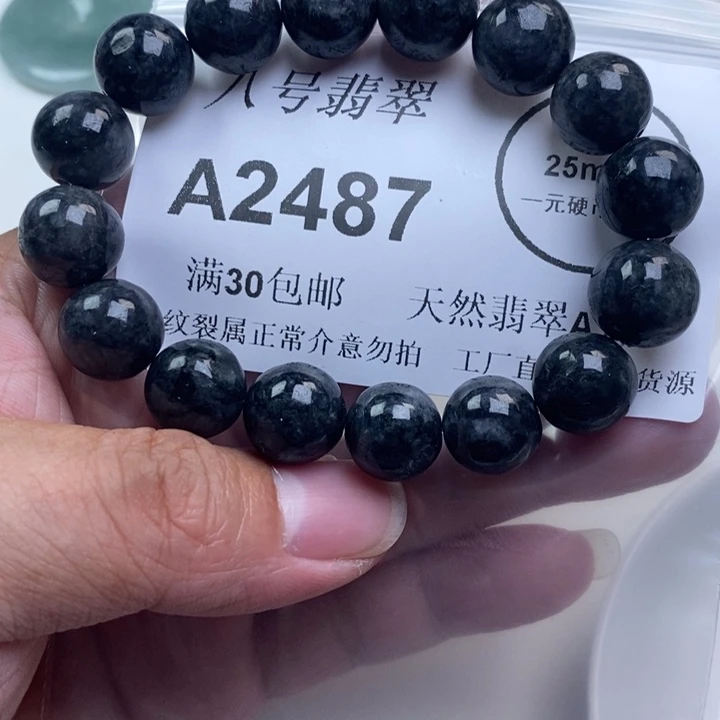 八号翡翠
A2487
25m
一元硬
满30包邮
天然翡翠A
纹裂属正常介意勿拍
工厂直
货源